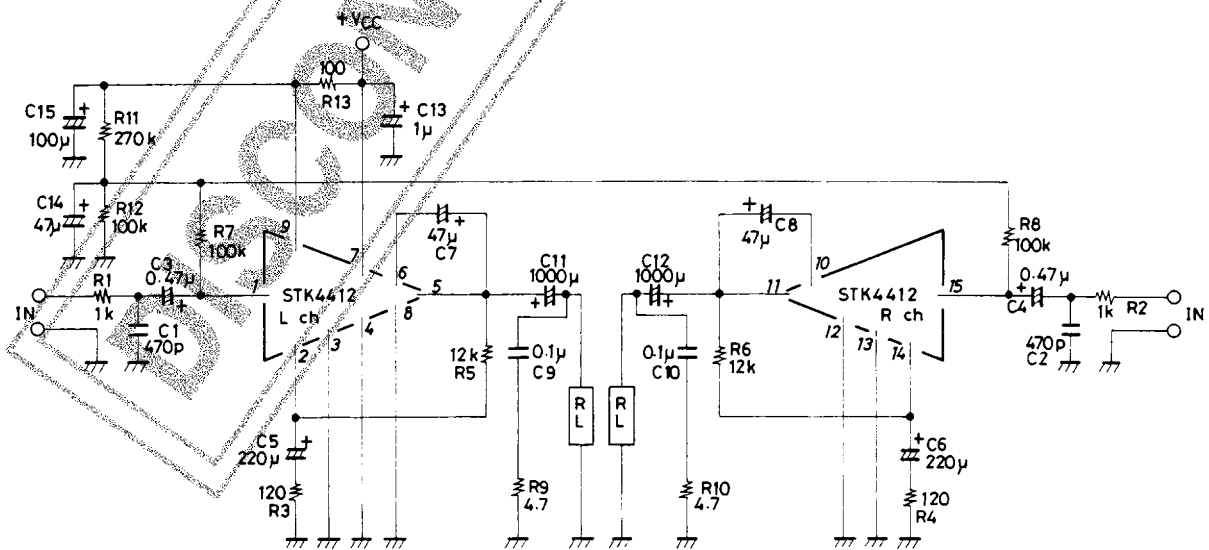 +VCC
100
R13
C15 +
100μ
R11
270k
+ C13
1μ
C14
47μ
+
R12
100k
R7
100k
C3
0.47μ
+
R1
1k
IN
C1
470p
9
7
1
STK4412
L ch
2
3
4
6
8
5
+
47μ
C7
C11
1000μ
+
C12
1000μ
+
12k
R5
0.1μ
C9
R
L
R
L
0.1μ
C10
R6
12k
C5
220μ
+
120
R3
R9
4.7
R10
4.7
+
47μ
C8
10
11
STK4412
R ch
15
12
13
14
R8
100k
0.47μ
+
C4
1k
R2
IN
470p
C2
+ C6
220μ
120
R4
DISCON